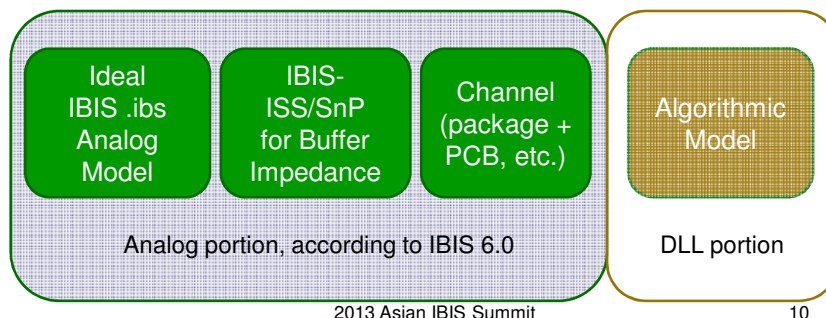 Ideal
IBIS .ibs
Analog
Model
IBIS-
ISS/SnP
for Buffer
Impedance
Channel
(package +
PCB, etc.)
Algorithmic
Model
Analog portion, according to IBIS 6.0
DLL portion
2013 Asian IBIS Summit
10